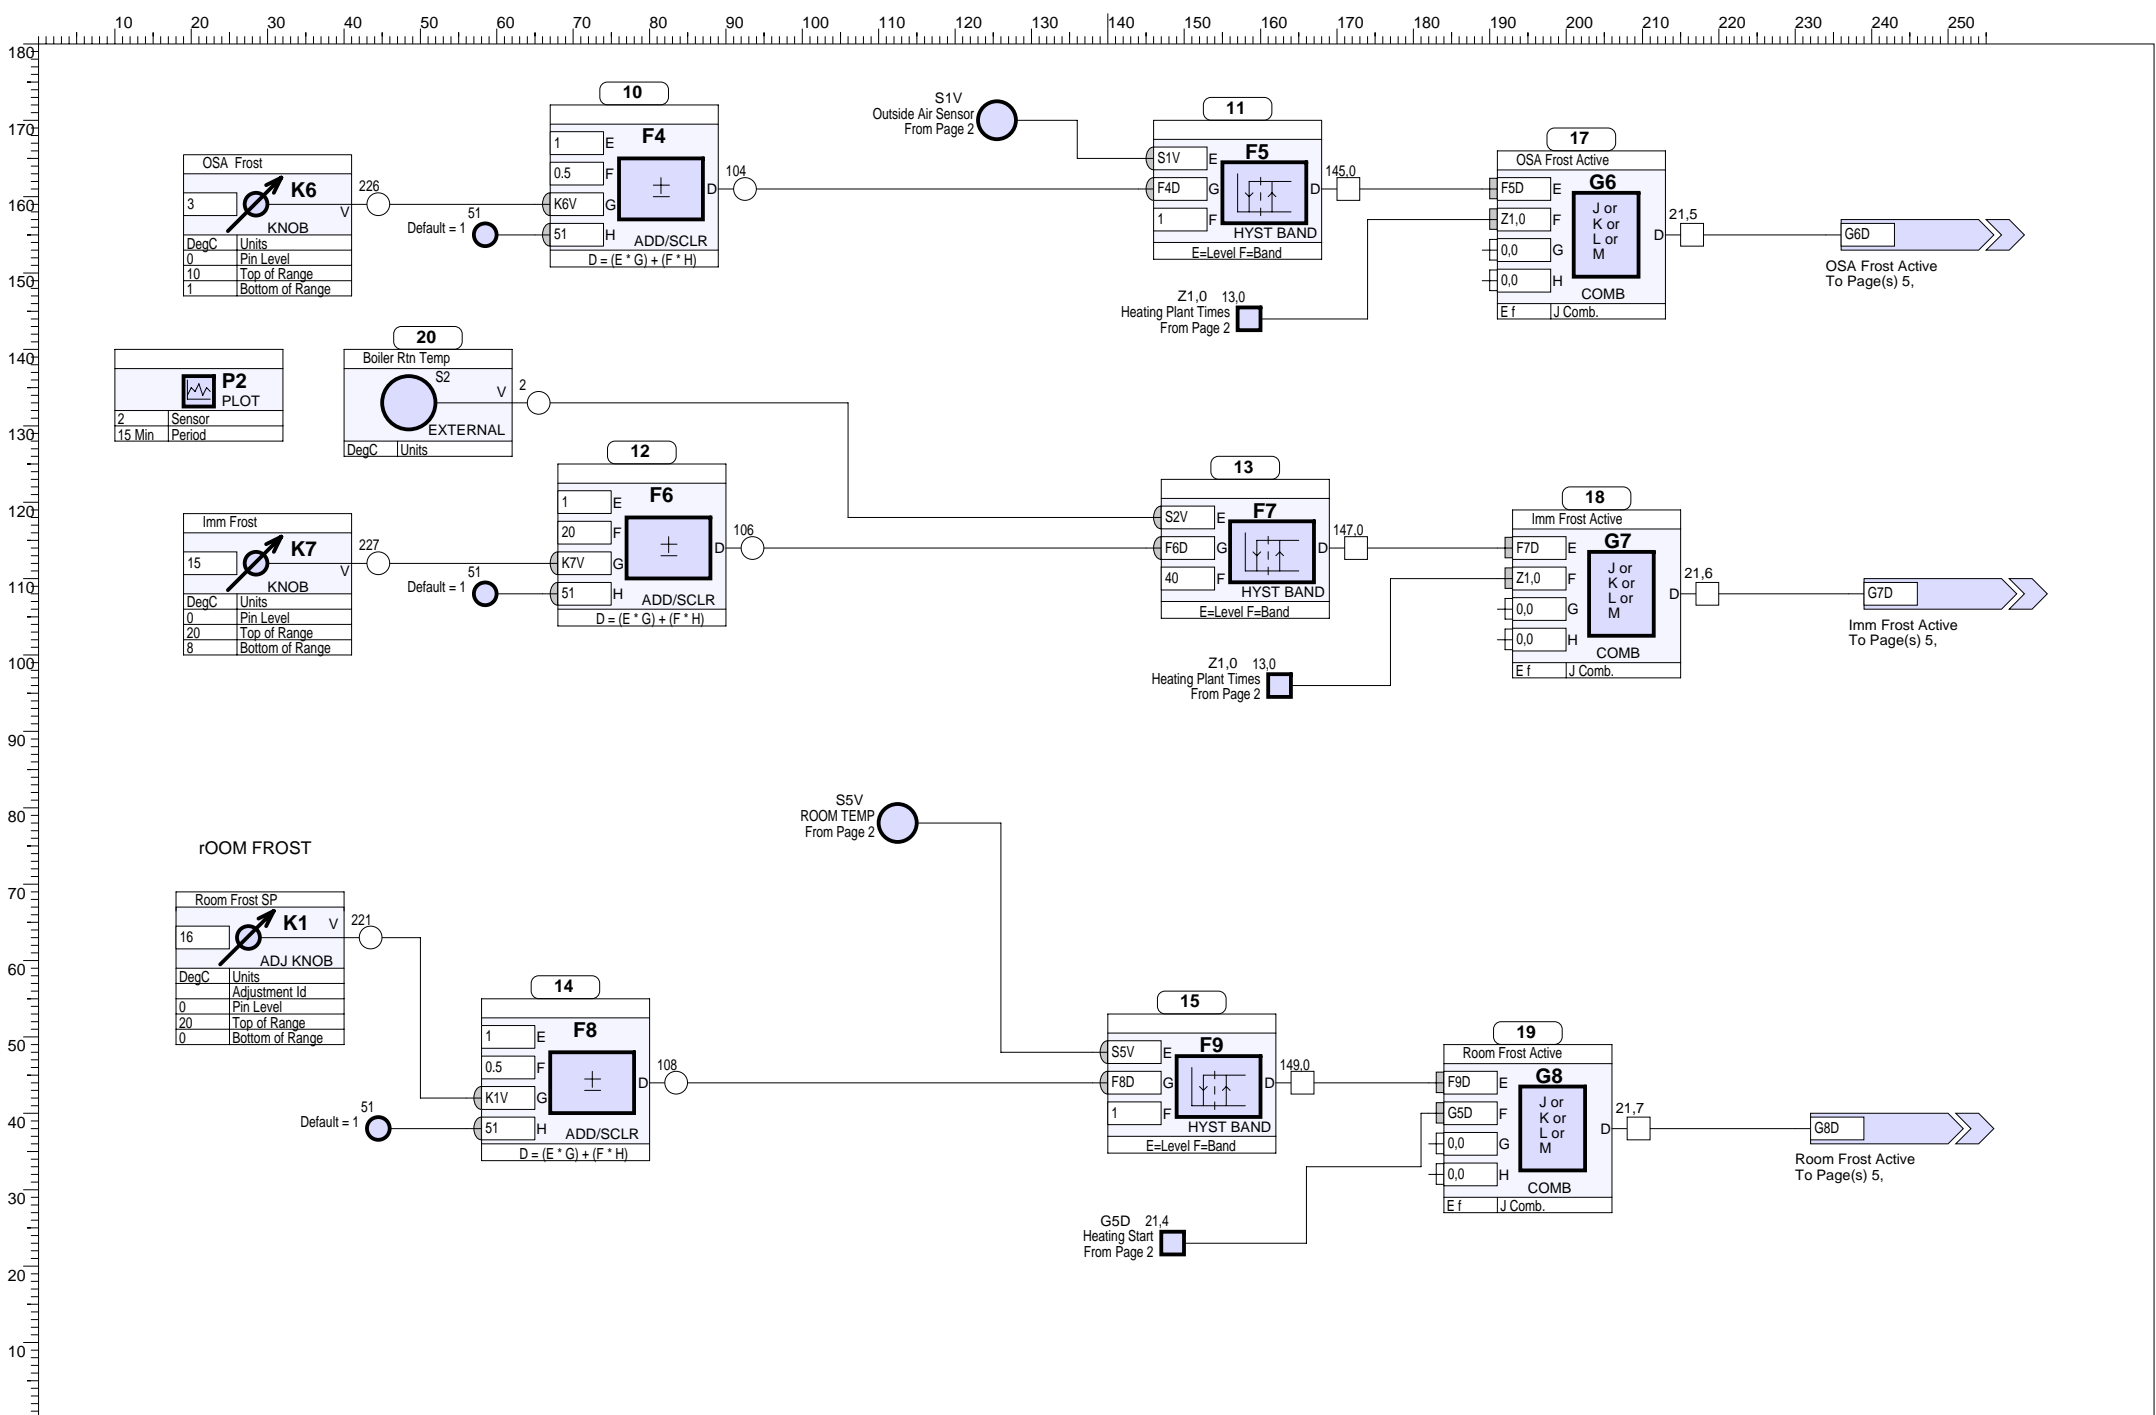 10 20 30 40 50 60 70 80 90 100 110 120 130 140 150 160 170 180 190 200 210 220 230 240 250
180
170
160
150
140
130
120
110
100
90
80
70
60
50
40
30
20
10
OSA Frost
3
K6
V
KNOB
DegC Units
0 Pin Level
10 Top of Range
1 Bottom of Range
226
51
Default = 1
10
F4
1 E
0.5 F
K6V G
51 H
±
D
ADD/SCLR
D = (E * G) + (F * H)
104
S1V
Outside Air Sensor
From Page 2
11
F5
S1V E
F4D G
1 F
D
HYST BAND
E=Level F=Band
145,0
Z1,0 13,0
Heating Plant Times
From Page 2
17
OSA Frost Active
G6
F5D E
Z1,0 F
0,0 G
0,0 H
J or
K or
L or
M
D
COMB
E f J Comb.
21,5
G6D
OSA Frost Active
To Page(s) 5,
P2
PLOT
2 Sensor
15 Min Period
20
Boiler Rtn Temp
S2
V
EXTERNAL
DegC Units
2
Imm Frost
15
K7
V
KNOB
DegC Units
0 Pin Level
20 Top of Range
8 Bottom of Range
227
51
Default = 1
12
F6
1 E
20 F
K7V G
51 H
±
D
ADD/SCLR
D = (E * G) + (F * H)
106
13
F7
S2V E
F6D G
40 F
D
HYST BAND
E=Level F=Band
147,0
Z1,0 13,0
Heating Plant Times
From Page 2
18
Imm Frost Active
G7
F7D E
Z1,0 F
0,0 G
0,0 H
J or
K or
L or
M
D
COMB
E f J Comb.
21,6
G7D
Imm Frost Active
To Page(s) 5,
rOOM FROST
Room Frost SP
16
K1
V
ADJ KNOB
DegC Units
Adjustment Id
0 Pin Level
20 Top of Range
0 Bottom of Range
221
51
Default = 1
14
F8
1 E
0.5 F
K1V G
51 H
±
D
ADD/SCLR
D = (E * G) + (F * H)
108
S5V
ROOM TEMP
From Page 2
15
F9
S5V E
F8D G
1 F
D
HYST BAND
E=Level F=Band
149,0
G5D 21,4
Heating Start
From Page 2
19
Room Frost Active
G8
F9D E
G5D F
0,0 G
0,0 H
J or
K or
L or
M
D
COMB
E f J Comb.
21,7
G8D
Room Frost Active
To Page(s) 5,